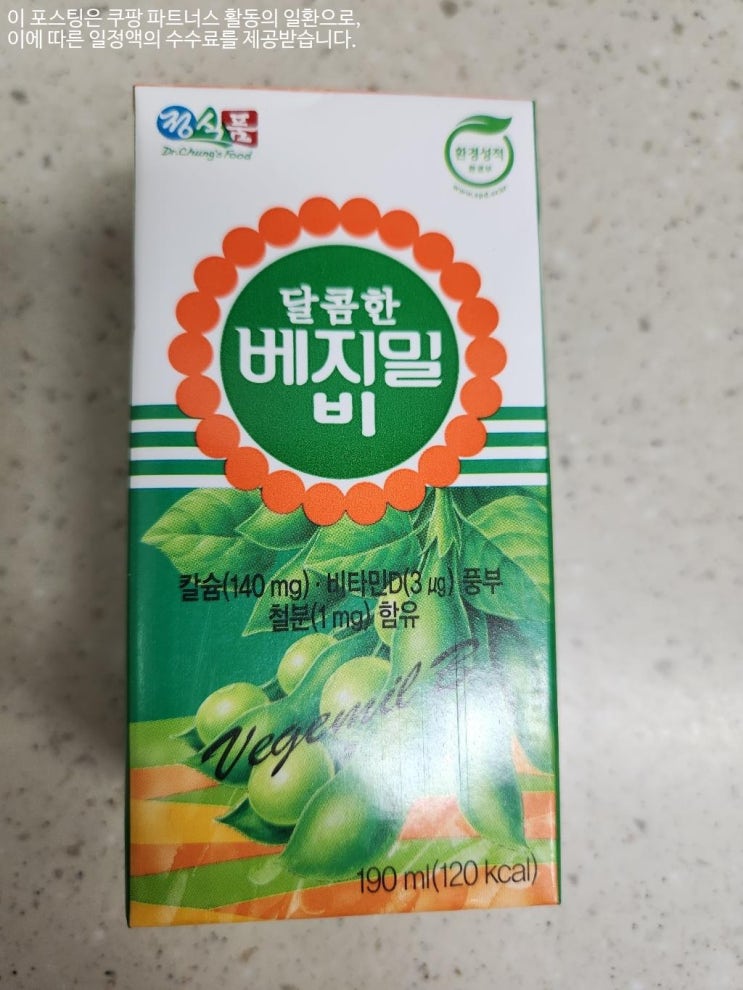 이 포스팅은 쿠팡 파트너스 활동의 일환으로,
이에 따른 일정액의 수수료를 제공받습니다.
정식품
Dr.Chung's Food
환경성적
환경부
달콤한
베지밀
비
칼슘(140 mg)·비타민D(3 μg) 풍부
철분(1 mg) 함유
Vegemil B
190 ml(120 kcal)